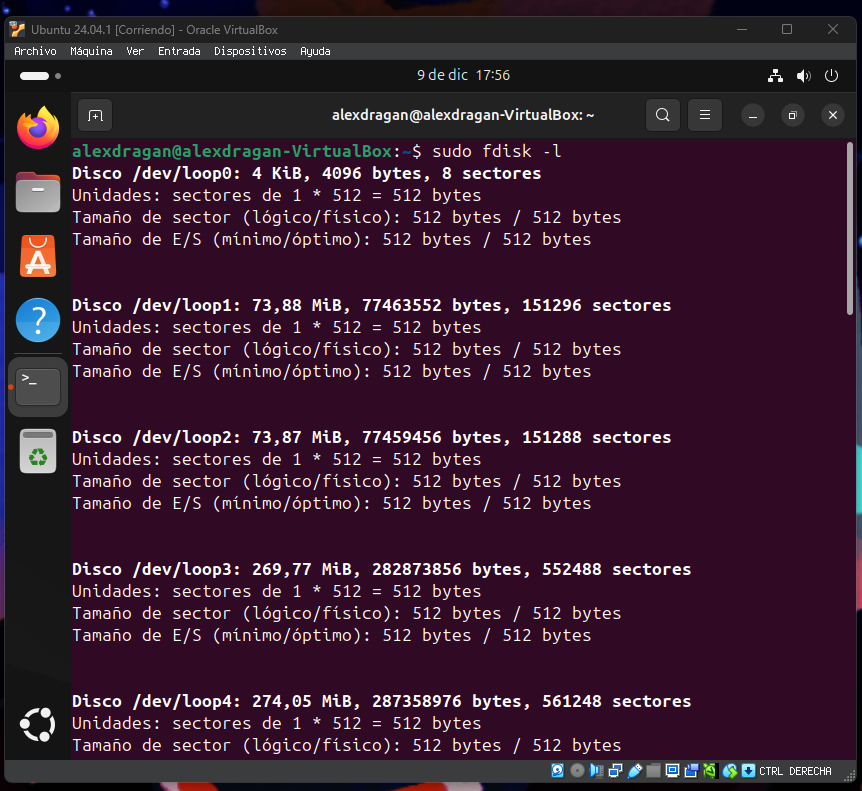 Ubuntu 24.04.1 [Corriendo] - Oracle VirtualBox
Archivo Máquina Ver Entrada Dispositivos Ayuda
9 de dic 17:56
alexdragan@alexdragan-VirtualBox: ~
alexdragan@alexdragan-VirtualBox:~$ sudo fdisk -l
Disco /dev/loop0: 4 KiB, 4096 bytes, 8 sectores
Unidades: sectores de 1 * 512 = 512 bytes
Tamaño de sector (lógico/físico): 512 bytes / 512 bytes
Tamaño de E/S (mínimo/óptimo): 512 bytes / 512 bytes
Disco /dev/loop1: 73,88 MiB, 77463552 bytes, 151296 sectores
Unidades: sectores de 1 * 512 = 512 bytes
Tamaño de sector (lógico/físico): 512 bytes / 512 bytes
Tamaño de E/S (mínimo/óptimo): 512 bytes / 512 bytes
Disco /dev/loop2: 73,87 MiB, 77459456 bytes, 151288 sectores
Unidades: sectores de 1 * 512 = 512 bytes
Tamaño de sector (lógico/físico): 512 bytes / 512 bytes
Tamaño de E/S (mínimo/óptimo): 512 bytes / 512 bytes
Disco /dev/loop3: 269,77 MiB, 282873856 bytes, 552488 sectores
Unidades: sectores de 1 * 512 = 512 bytes
Tamaño de sector (lógico/físico): 512 bytes / 512 bytes
Tamaño de E/S (mínimo/óptimo): 512 bytes / 512 bytes
Disco /dev/loop4: 274,05 MiB, 287358976 bytes, 561248 sectores
Unidades: sectores de 1 * 512 = 512 bytes
Tamaño de sector (lógico/físico): 512 bytes / 512 bytes
CTRL DERECHA